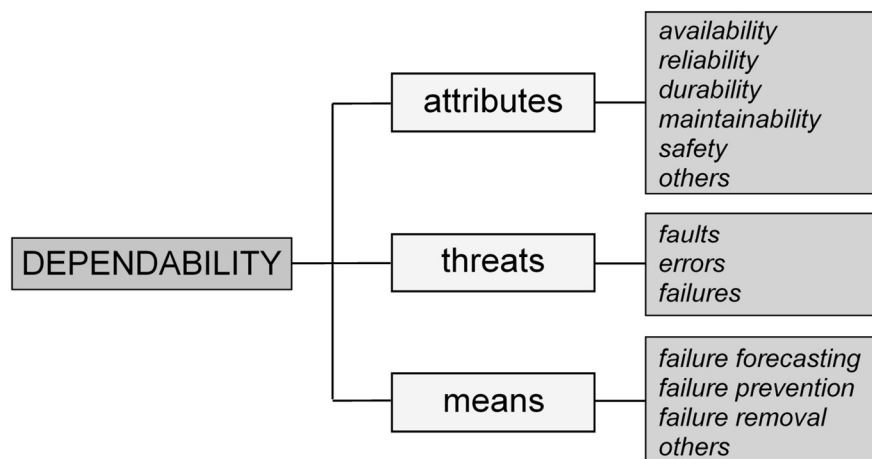 DEPENDABILITY
attributes
availability
reliability
durability
maintainability
safety
others
threats
faults
errors
failures
means
failure forecasting
failure prevention
failure removal
others